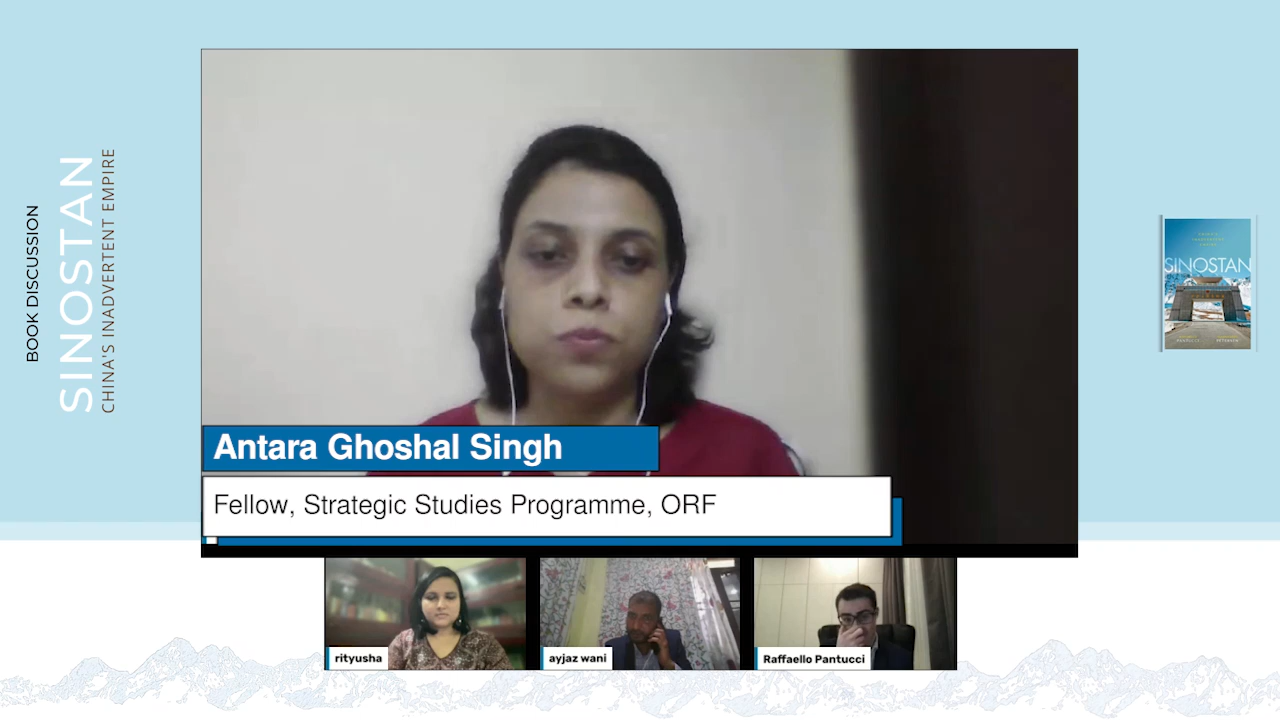 BOOK DISCUSSION
SINOSTAN
CHINA'S INADVERTENT EMPIRE
Antara Ghoshal Singh
Fellow, Strategic Studies Programme, ORF
SINOSTAN
rityusha
ayjaz wani
Raffaello Pantucci